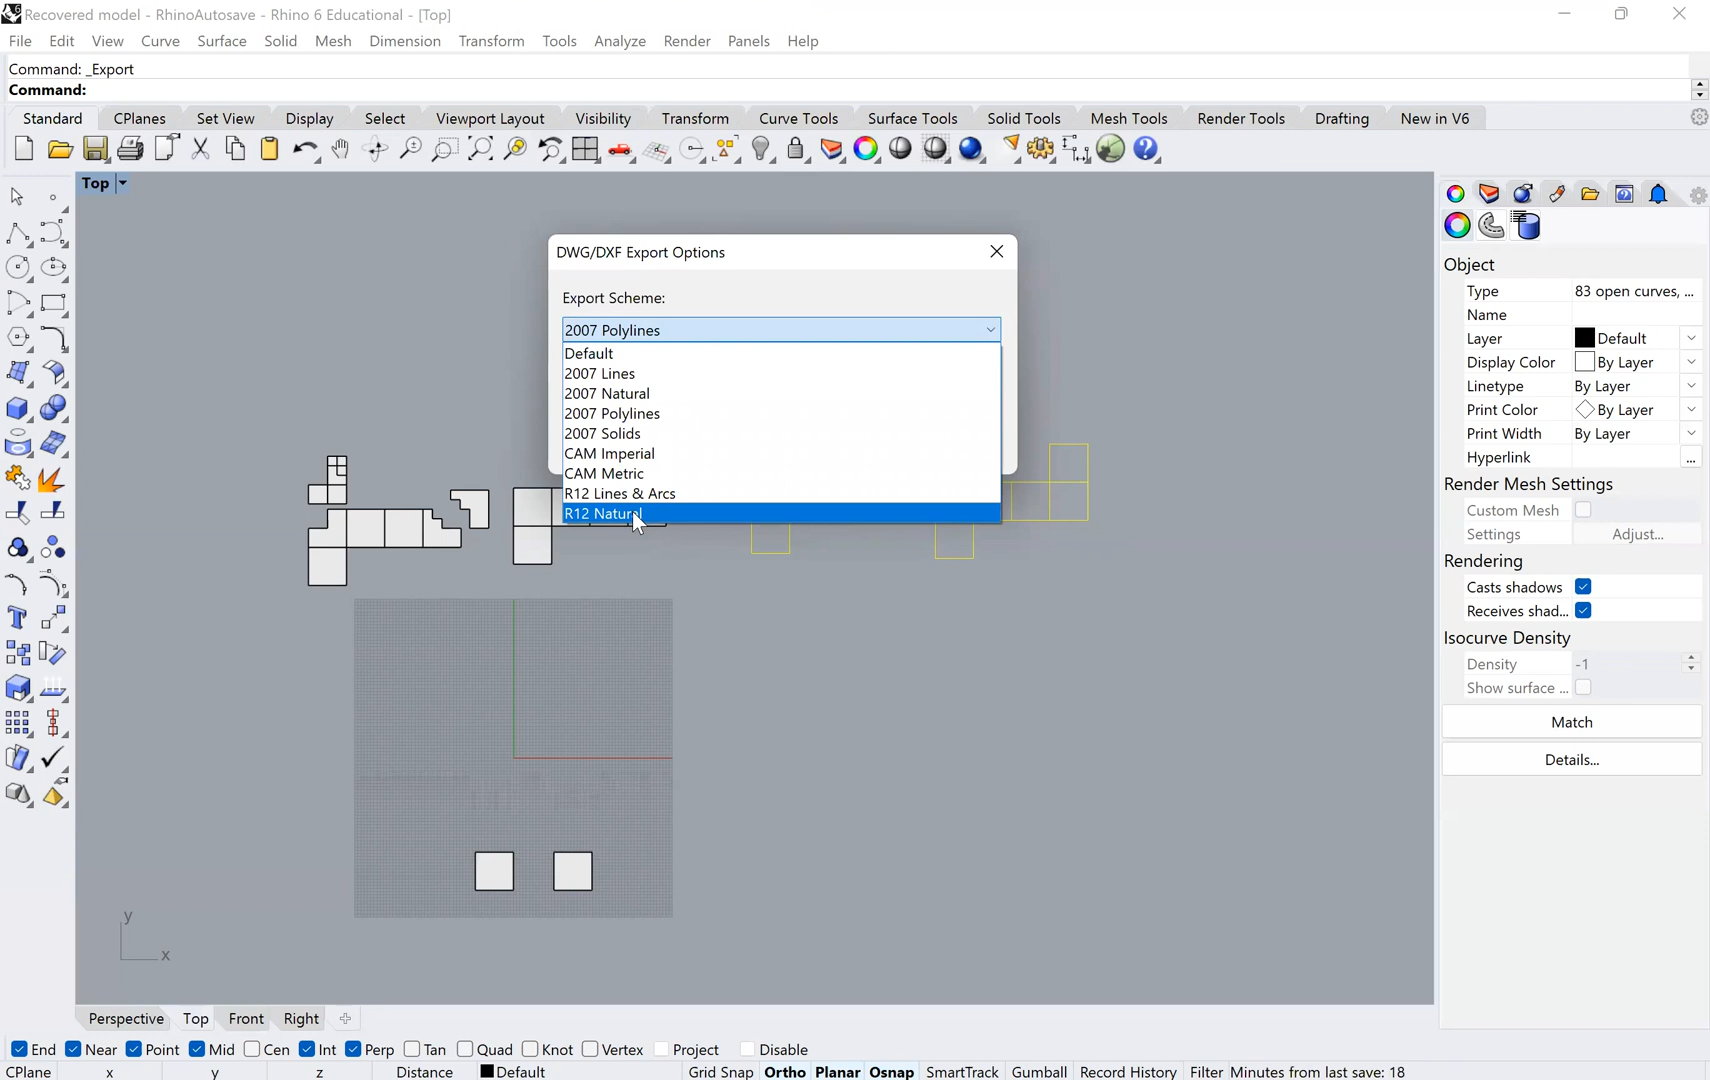 Recovered model - RhinoAutosave - Rhino 6 Educational - [Top]
File Edit View Curve Surface Solid Mesh Dimension Transform Tools Analyze Render Panels Help
Command: _Export
Command:
Standard CPlanes Set View Display Select Viewport Layout Visibility Transform Curve Tools Surface Tools Solid Tools Mesh Tools Render Tools Drafting New in V6
Top
DWG/DXF Export Options
Export Scheme:
2007 Polylines
Default
2007 Lines
2007 Natural
2007 Polylines
2007 Solids
CAM Imperial
CAM Metric
R12 Lines & Arcs
R12 Natural
y
x
Object
Type 83 open curves, ...
Name
Layer Default
Display Color By Layer
Linetype By Layer
Print Color By Layer
Print Width By Layer
Hyperlink ...
Render Mesh Settings
Custom Mesh
Settings Adjust...
Rendering
Casts shadows
Receives shad...
Isocurve Density
Density -1
Show surface ...
Match
Details...
Perspective Top Front Right
End Near Point Mid Cen Int Perp Tan Quad Knot Vertex Project Disable
CPlane x y z Distance Default Grid Snap Ortho Planar Osnap SmartTrack Gumball Record History Filter Minutes from last save: 18